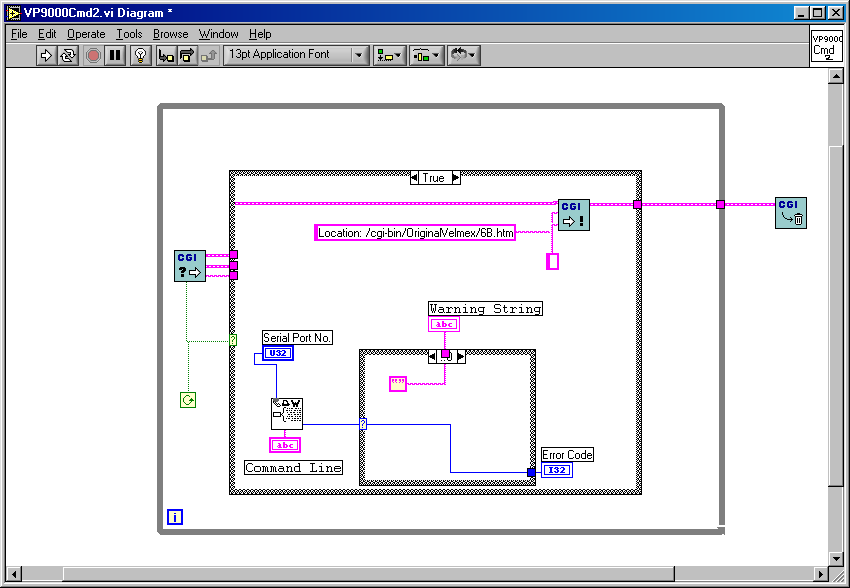 VP9000Cmd2.vi Diagram *
File Edit Operate Tools Browse Window Help
13pt Application Font
VP9000
Cmd
2
True
CGI
CGI
Location: /cgi-bin/OriginalVelmex/6B.htm
CGI
?
Warning String
abc
?
Serial Port No.
U32
""
abc
?
Command Line
Error Code
I32
i